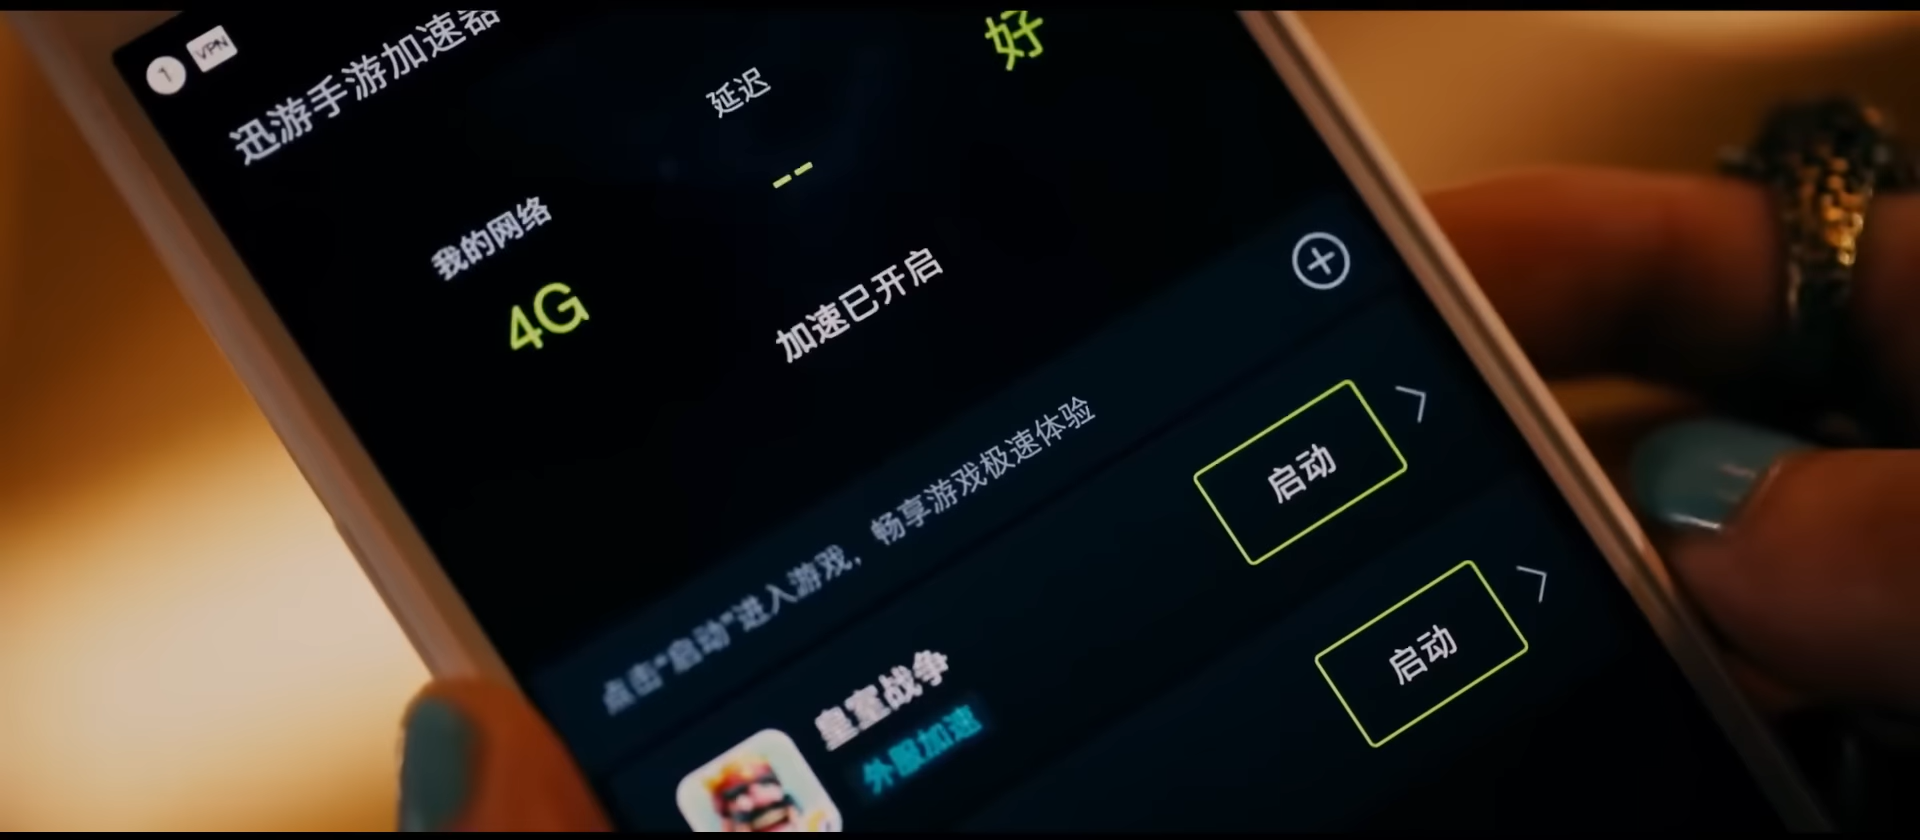 1 VPN
迅游手游加速器
延迟
好
--
我的网络
4G
加速已开启
点击"启动"进入游戏，畅享游戏极速体验
启动
皇室战争
外服加速
启动